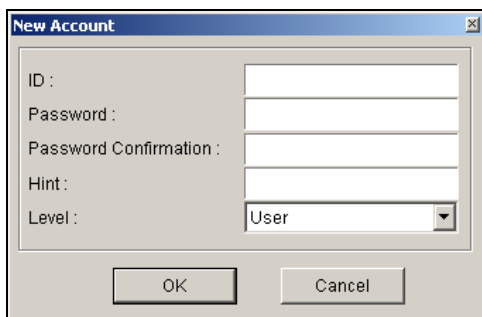 New Account
ID :
Password :
Password Confirmation :
Hint :
Level : User
OK Cancel